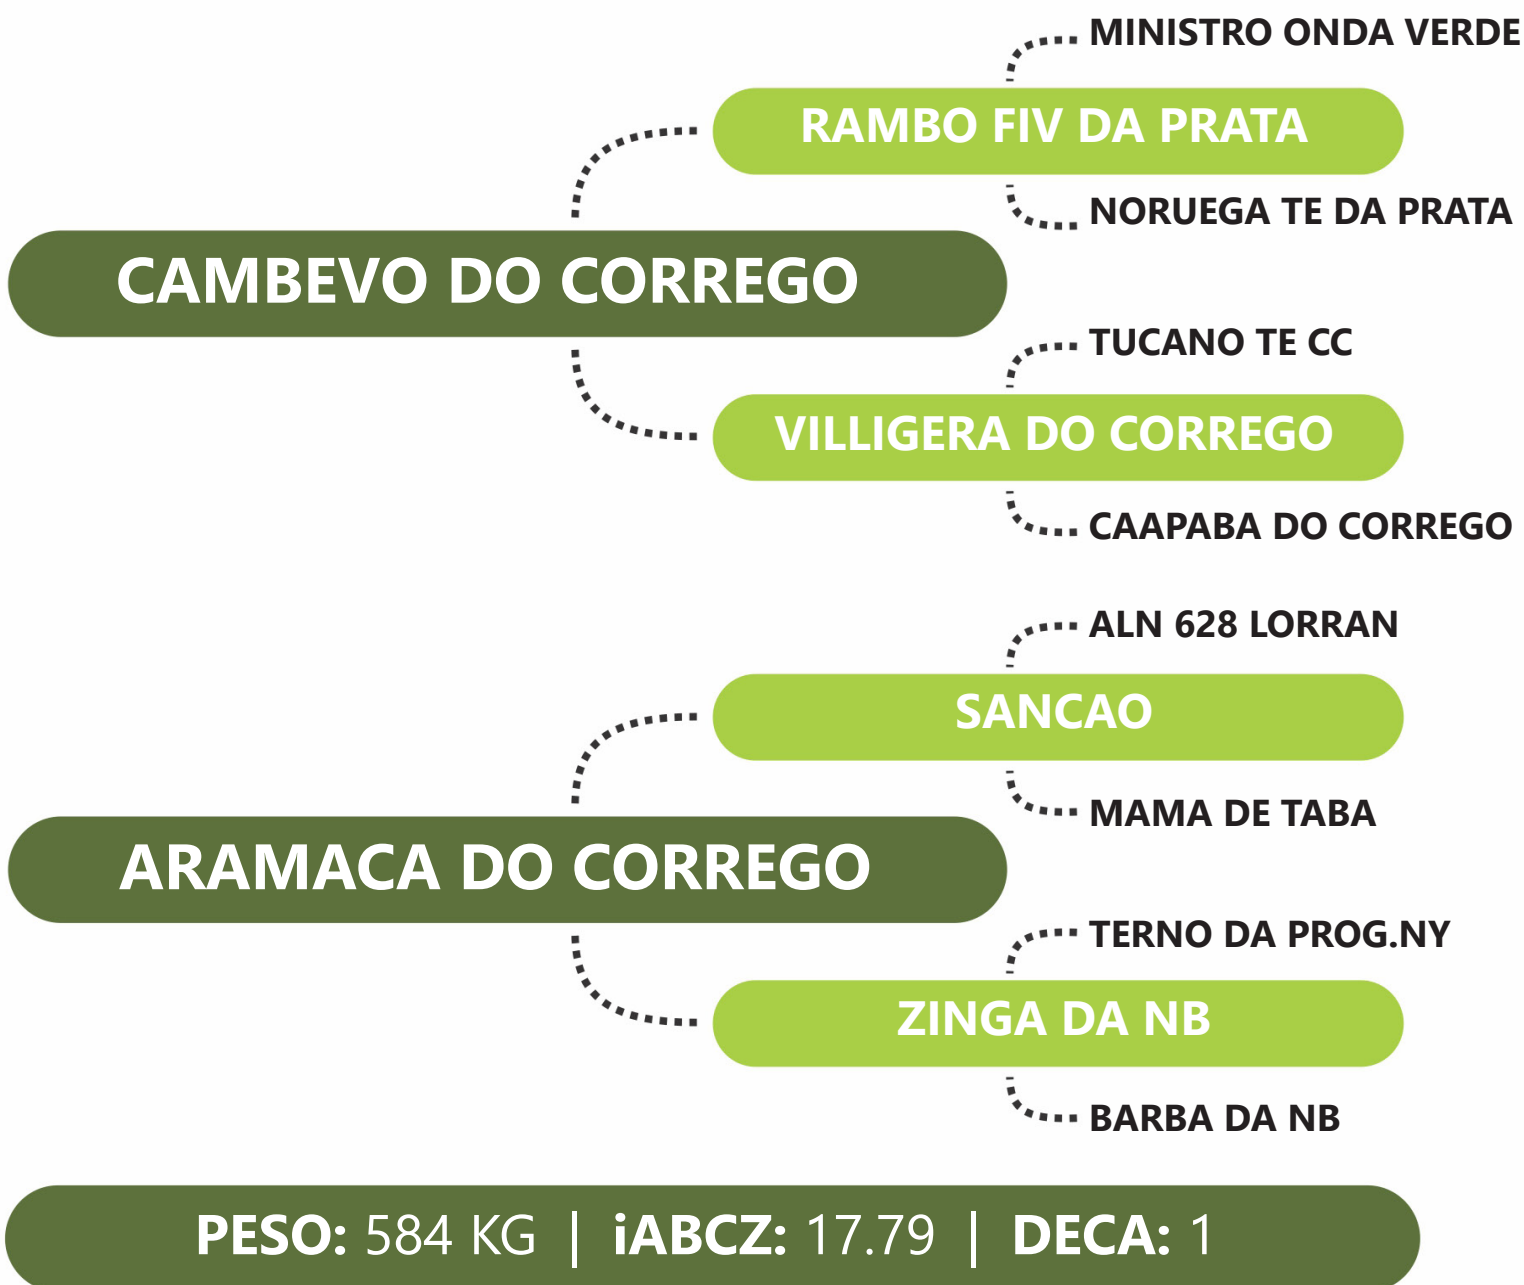 MINISTRO ONDA VERDE
RAMBO FIV DA PRATA
NORUEGA TE DA PRATA
CAMBEVO DO CORREGO
TUCANO TE CC
VILLIGERA DO CORREGO
CAAPABA DO CORREGO
ALN 628 LORRAN
SANCAO
MAMA DE TABA
ARAMACA DO CORREGO
TERNO DA PROG.NY
ZINGA DA NB
BARBA DA NB
PESO: 584 KG | iABCZ: 17.79 | DECA: 1